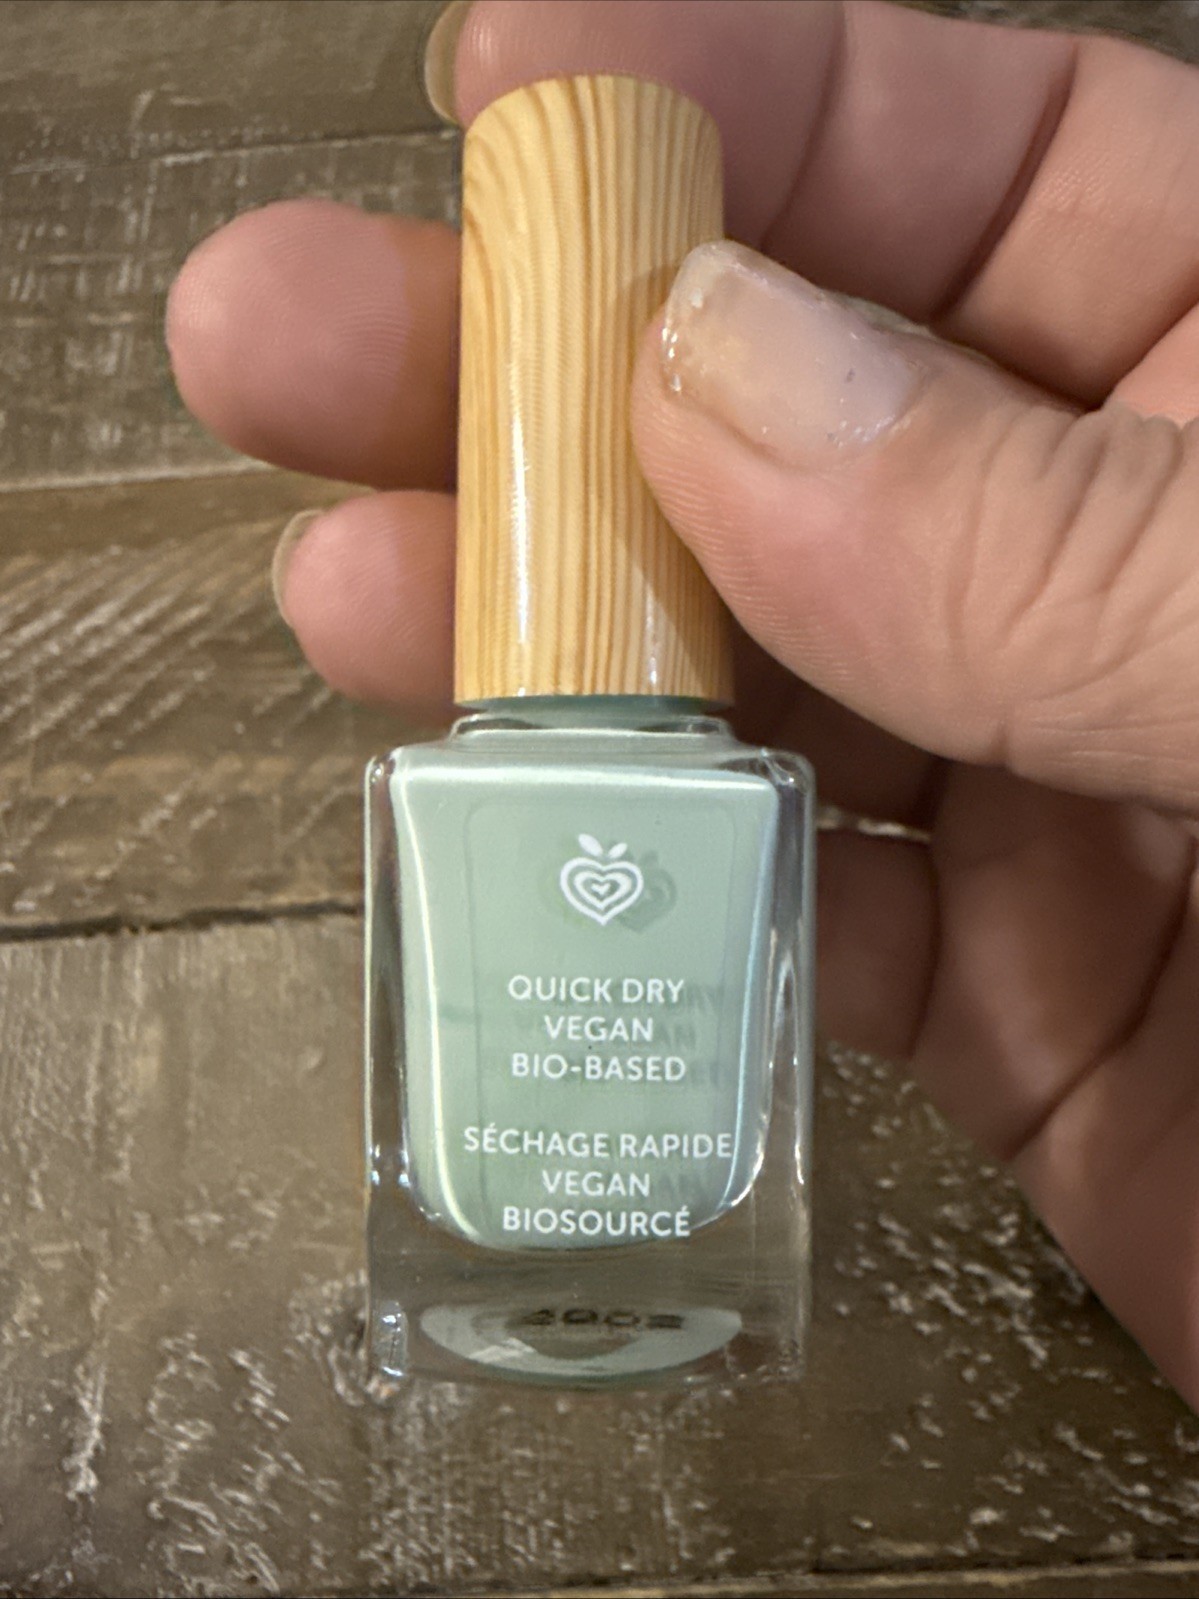 QUICK DRY
VEGAN
BIO-BASED
SÉCHAGE RAPIDE
VEGAN
BIOSOURCÉ